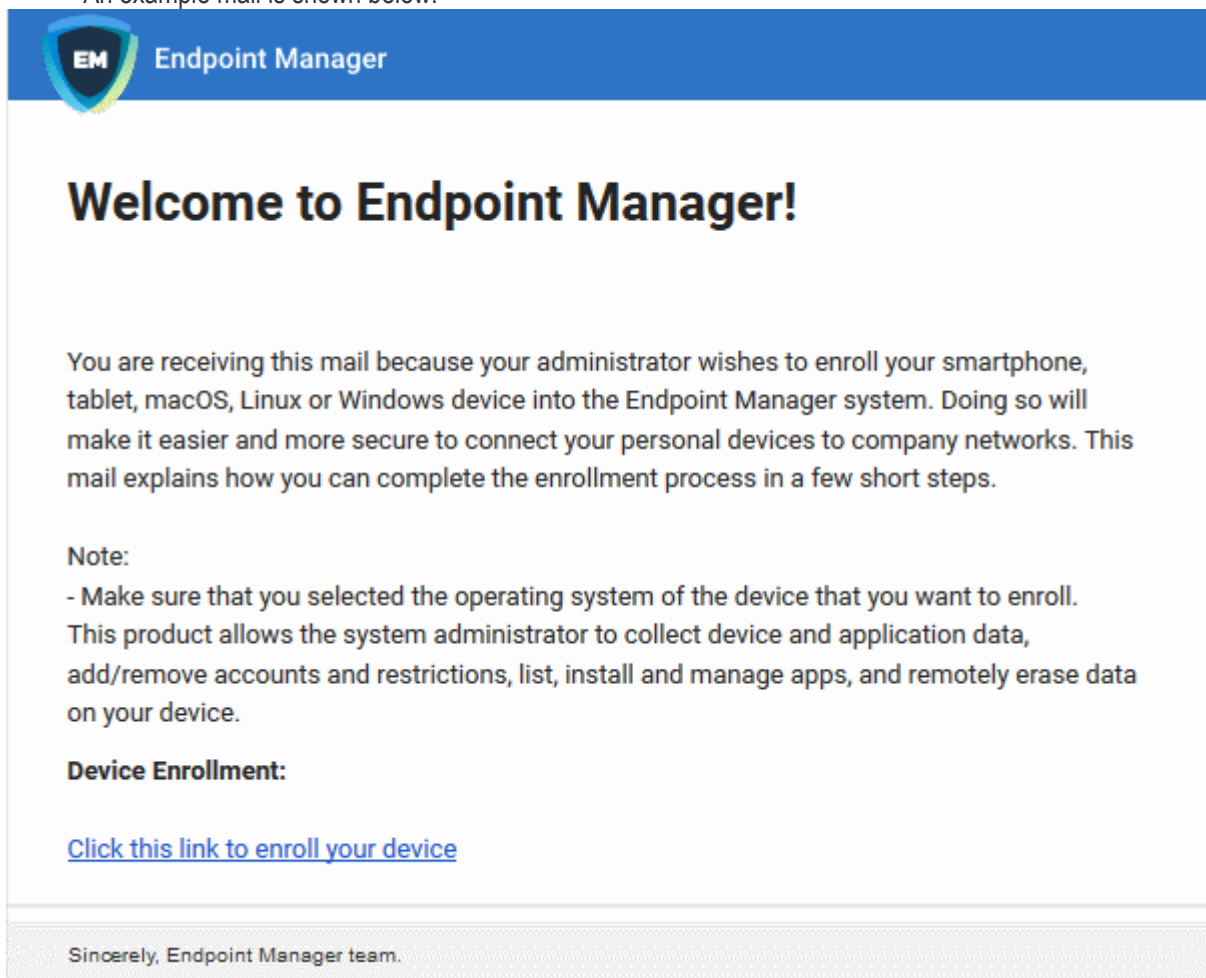 An example mail is shown below:
EM
Endpoint Manager
Welcome to Endpoint Manager!
You are receiving this mail because your administrator wishes to enroll your smartphone,
tablet, macOS, Linux or Windows device into the Endpoint Manager system. Doing so will
make it easier and more secure to connect your personal devices to company networks. This
mail explains how you can complete the enrollment process in a few short steps.
Note:
- Make sure that you selected the operating system of the device that you want to enroll.
This product allows the system administrator to collect device and application data,
add/remove accounts and restrictions, list, install and manage apps, and remotely erase data
on your device.
Device Enrollment:
Click this link to enroll your device
Sincerely, Endpoint Manager team.